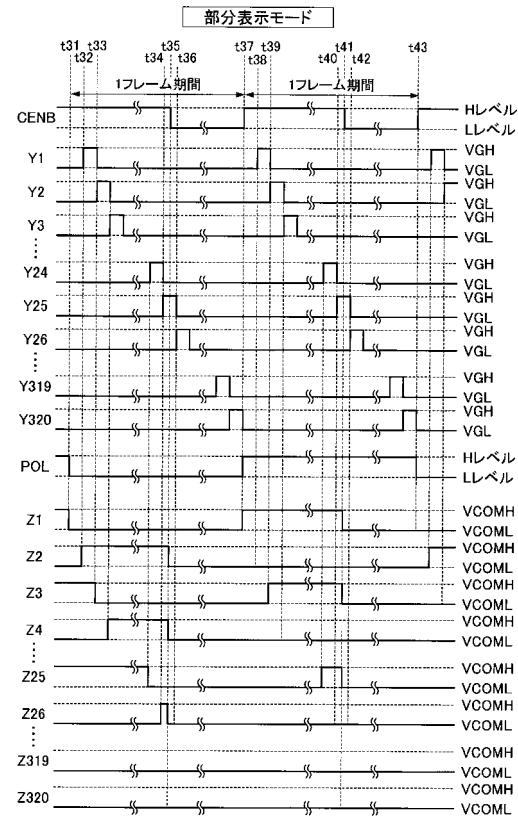 部分表示モード
t31 t33 t35 t37 t39 t41 t43
t32 t34 t36 t38 t40 t42
1フレーム期間 1フレーム期間
CENB Hレベル
Lレベル
Y1 VGH
VGL
Y2 VGH
VGL
Y3 VGH
VGL
Y24 VGH
VGL
Y25 VGH
VGL
Y26 VGH
VGL
Y319 VGH
VGL
Y320 VGH
VGL
POL Hレベル
Lレベル
Z1 VCOMH
VCOML
Z2 VCOMH
VCOML
Z3 VCOMH
VCOML
Z4 VCOMH
VCOML
Z25 VCOMH
VCOML
Z26 VCOMH
VCOML
Z319 VCOMH
VCOML
Z320 VCOMH
VCOML